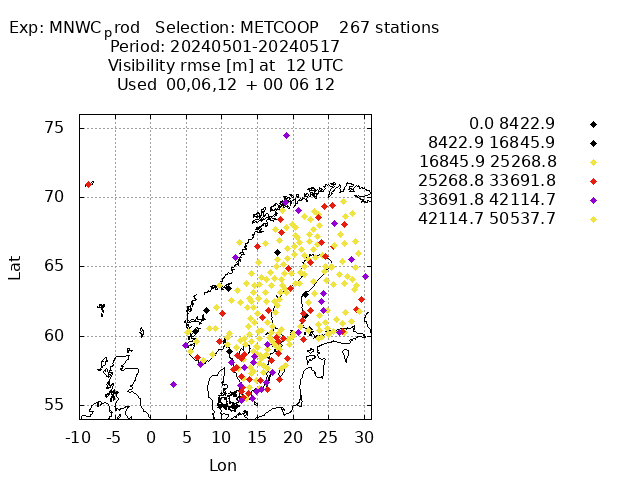 Exp: MNWCprod Selection: METCOOP 267 stations
Period: 20240501-20240517
Visibility rmse [m] at 12 UTC
Used 00,06,12 + 00 06 12
0.0 8422.9
8422.9 16845.9
16845.9 25268.8
25268.8 33691.8
33691.8 42114.7
42114.7 50537.7
75
70
65
60
55
Lat
-10 -5 0 5 10 15 20 25 30
Lon